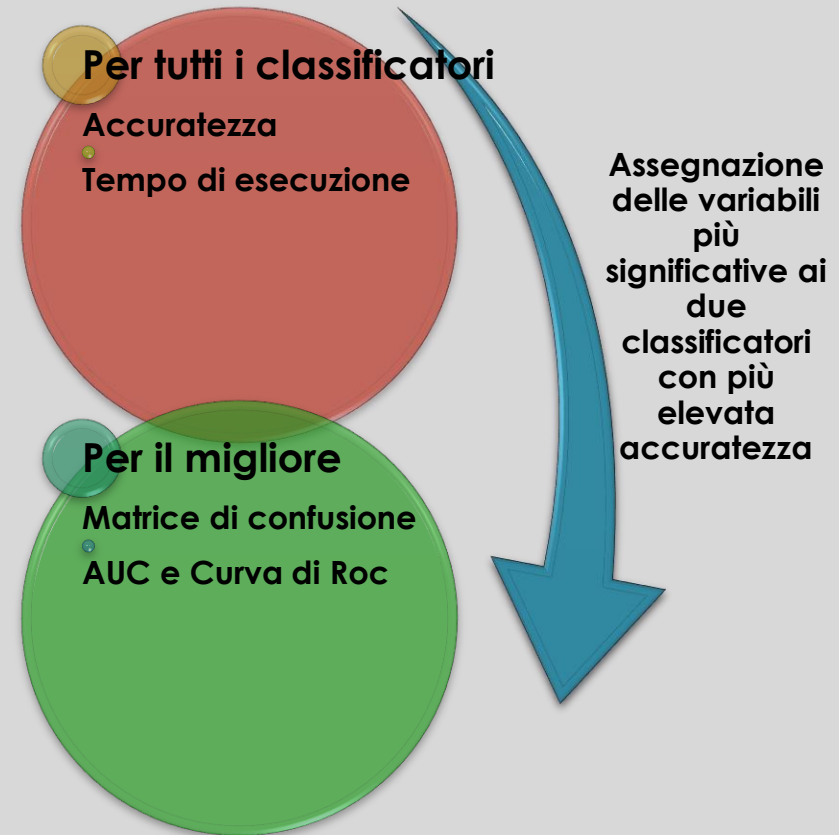 Per tutti i classificatori
Accuratezza
Tempo di esecuzione
Assegnazione
delle variabili
più
significative ai
due
classificatori
con più
elevata
accuratezza
Per il migliore
Matrice di confusione
AUC e Curva di Roc